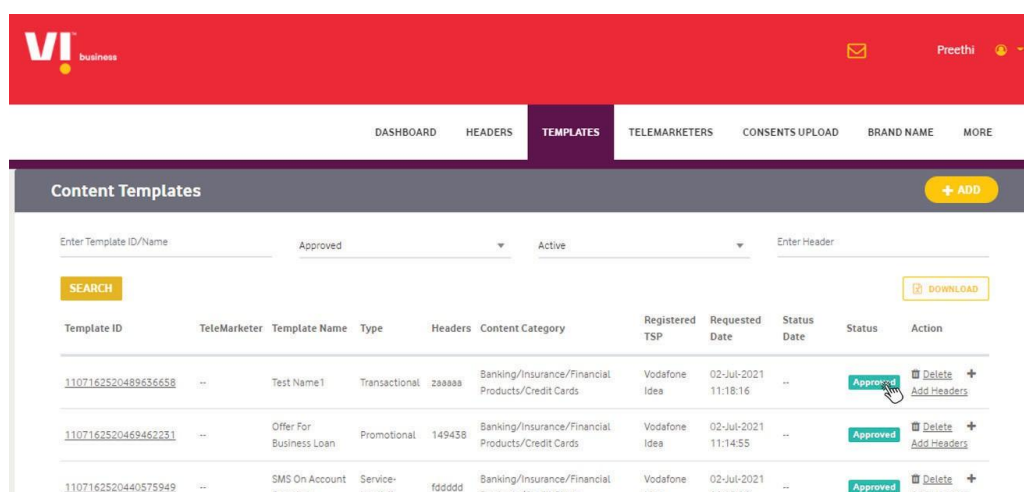 VI™ business
Preethi
DASHBOARD HEADERS TEMPLATES TELEMARKETERS CONSENTS UPLOAD BRAND NAME MORE
Content Templates
+ ADD
Enter Template ID/Name Approved Active Enter Header
SEARCH DOWNLOAD
Template ID TeleMarketer Template Name Type Headers Content Category Registered TSP Requested Date Status Date Status Action
1107162520489636658 -- Test Name1 Transactional zaaaaa Banking/Insurance/Financial Products/Credit Cards Vodafone Idea 02-Jul-2021 11:18:16 -- Approved Delete + Add Headers
1107162520469462231 -- Offer For Business Loan Promotional 149438 Banking/Insurance/Financial Products/Credit Cards Vodafone Idea 02-Jul-2021 11:14:55 -- Approved Delete + Add Headers
1107162520440575949 -- SMS On Account Service- fddddd Banking/Insurance/Financial Vodafone 02-Jul-2021 -- Approved Delete +